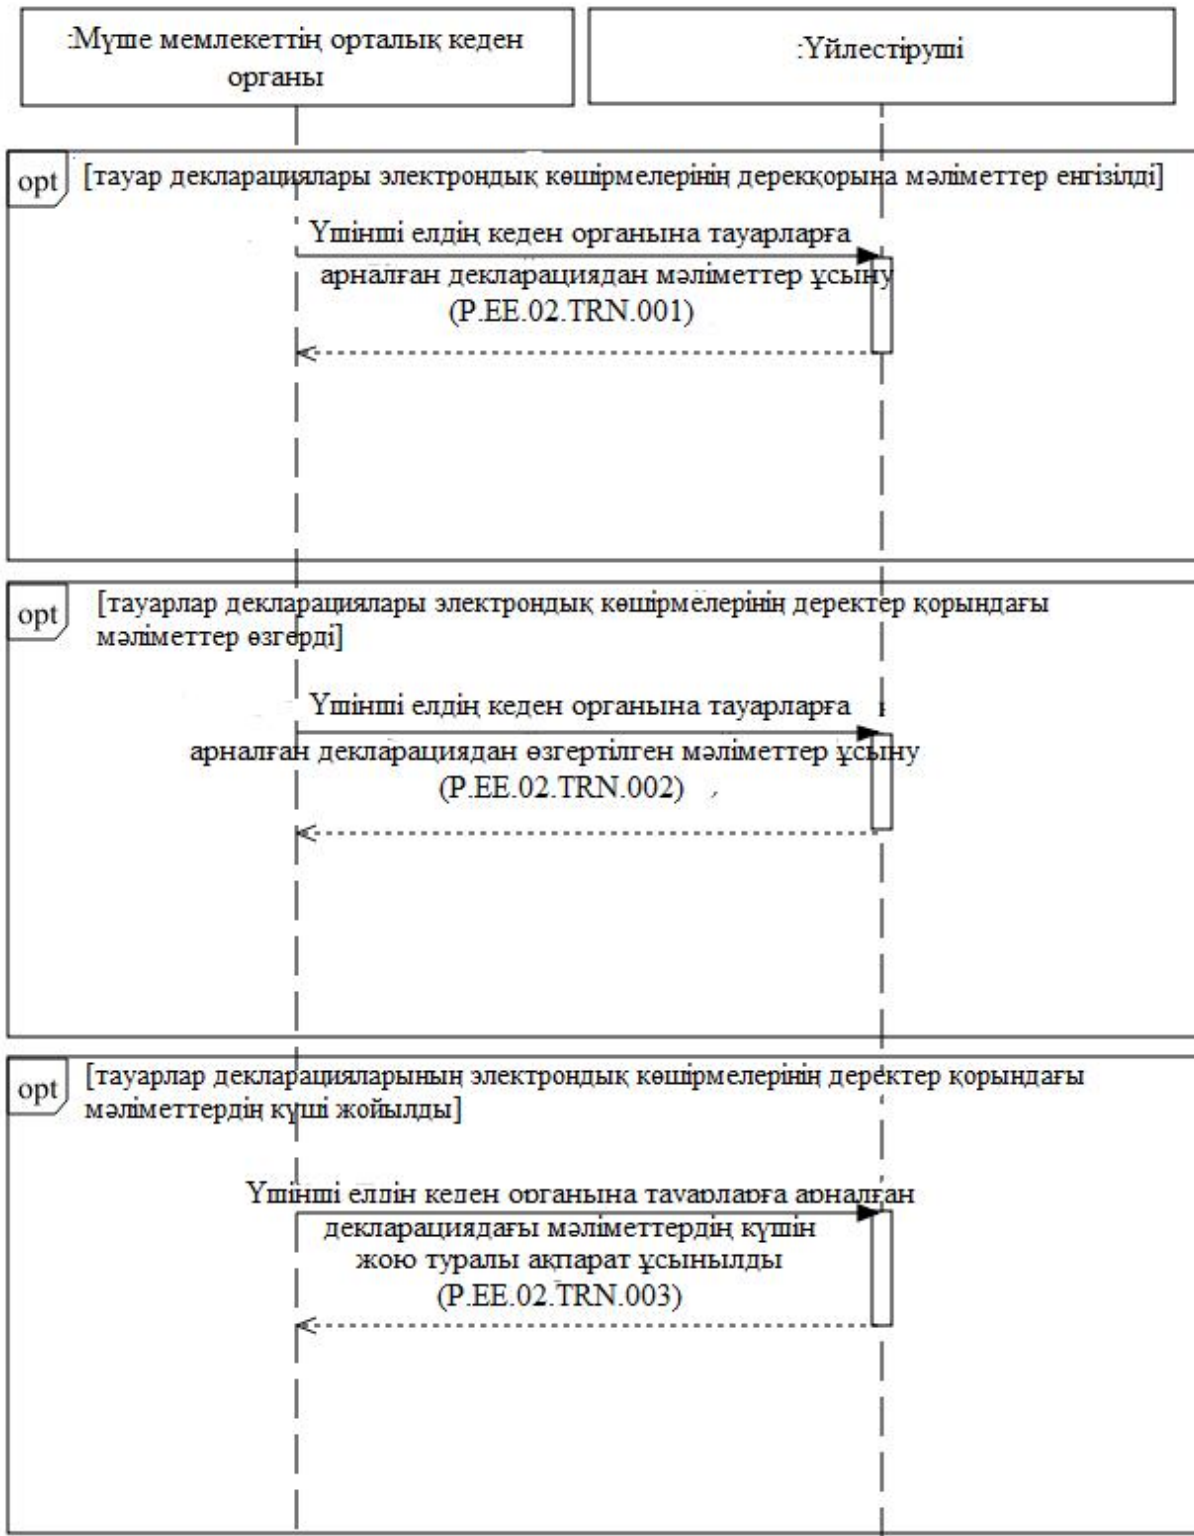 :Мүше мемлекеттің орталық кеден
органы
:Үйлестіруші
opt
[тауар декларациялары электрондық көшірмелерінің дерекқорына мәліметтер енгізілді]
Үшінші елдің кеден органына тауарларға
арналған декларациядан мәліметтер ұсыну
(P.EE.02.TRN.001)
opt
[тауарлар декларациялары электрондық көшірмелерінің деректер қорындағы
мәліметтер өзгерді]
Үшінші елдің кеден органына тауарларға
арналған декларациядан өзгертілген мәліметтер ұсыну
(P.EE.02.TRN.002)
opt
[тауарлар декларацияларының электрондық көшірмелерінің деректер қорындағы
мәліметтердің күші жойылды]
Үшінші елдің кеден органына тауарларға арналған
декларациядағы мәліметтердің күшін
жою туралы ақпарат ұсынылды
(P.EE.02.TRN.003)